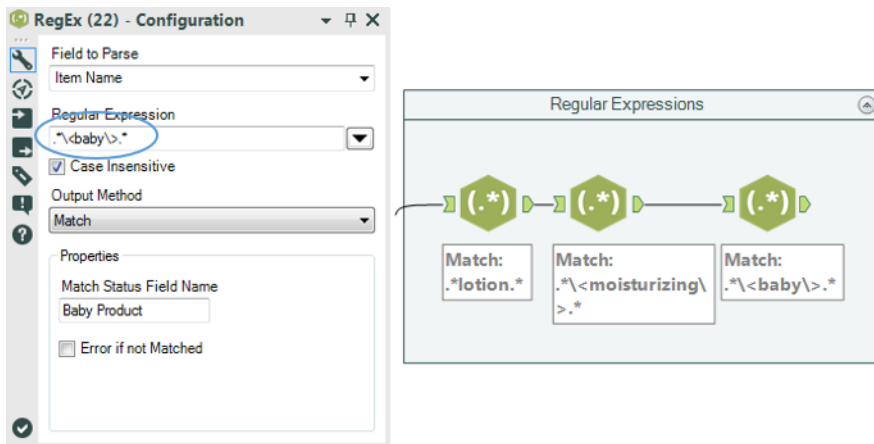 RegEx (22) - Configuration
Field to Parse
Item Name
Regular Expression
.*\<baby\>.*
Case Insensitive
Output Method
Match
Properties
Match Status Field Name
Baby Product
Error if not Matched
Regular Expressions
(.*)
(.*)
(.*)
Match:
.*lotion.*
Match:
.*\<moisturizing\
>.*
Match:
.*\<baby\>.*